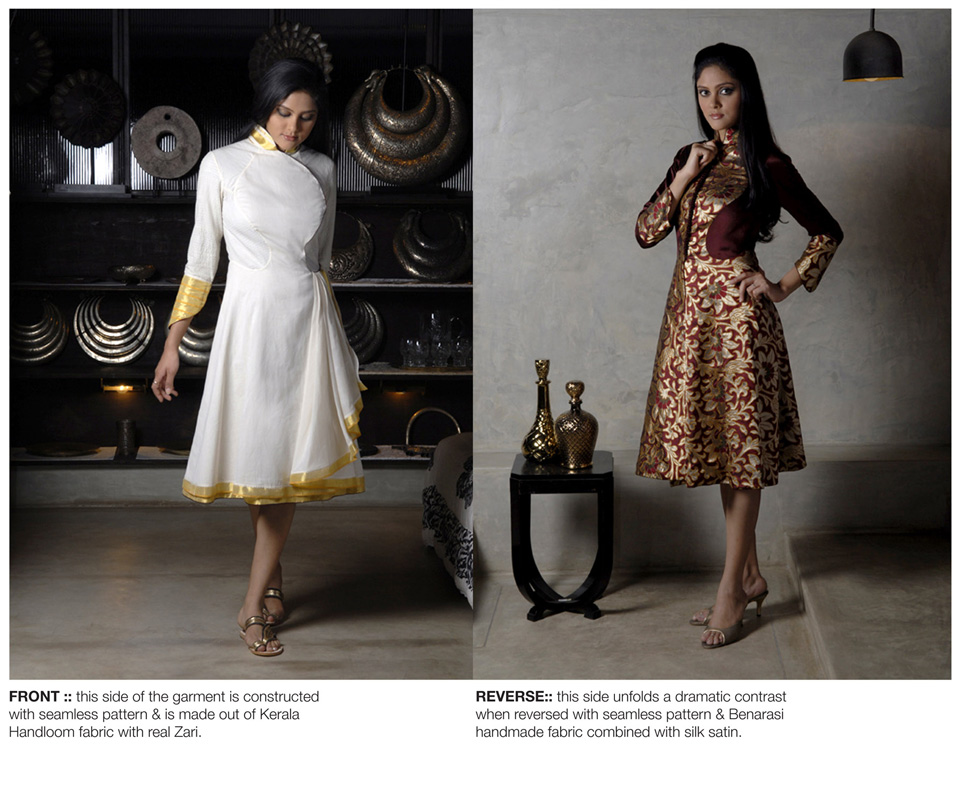 FRONT :: this side of the garment is constructed
with seamless pattern & is made out of Kerala
Handloom fabric with real Zari.
REVERSE:: this side unfolds a dramatic contrast
when reversed with seamless pattern & Benarasi
handmade fabric combined with silk satin.